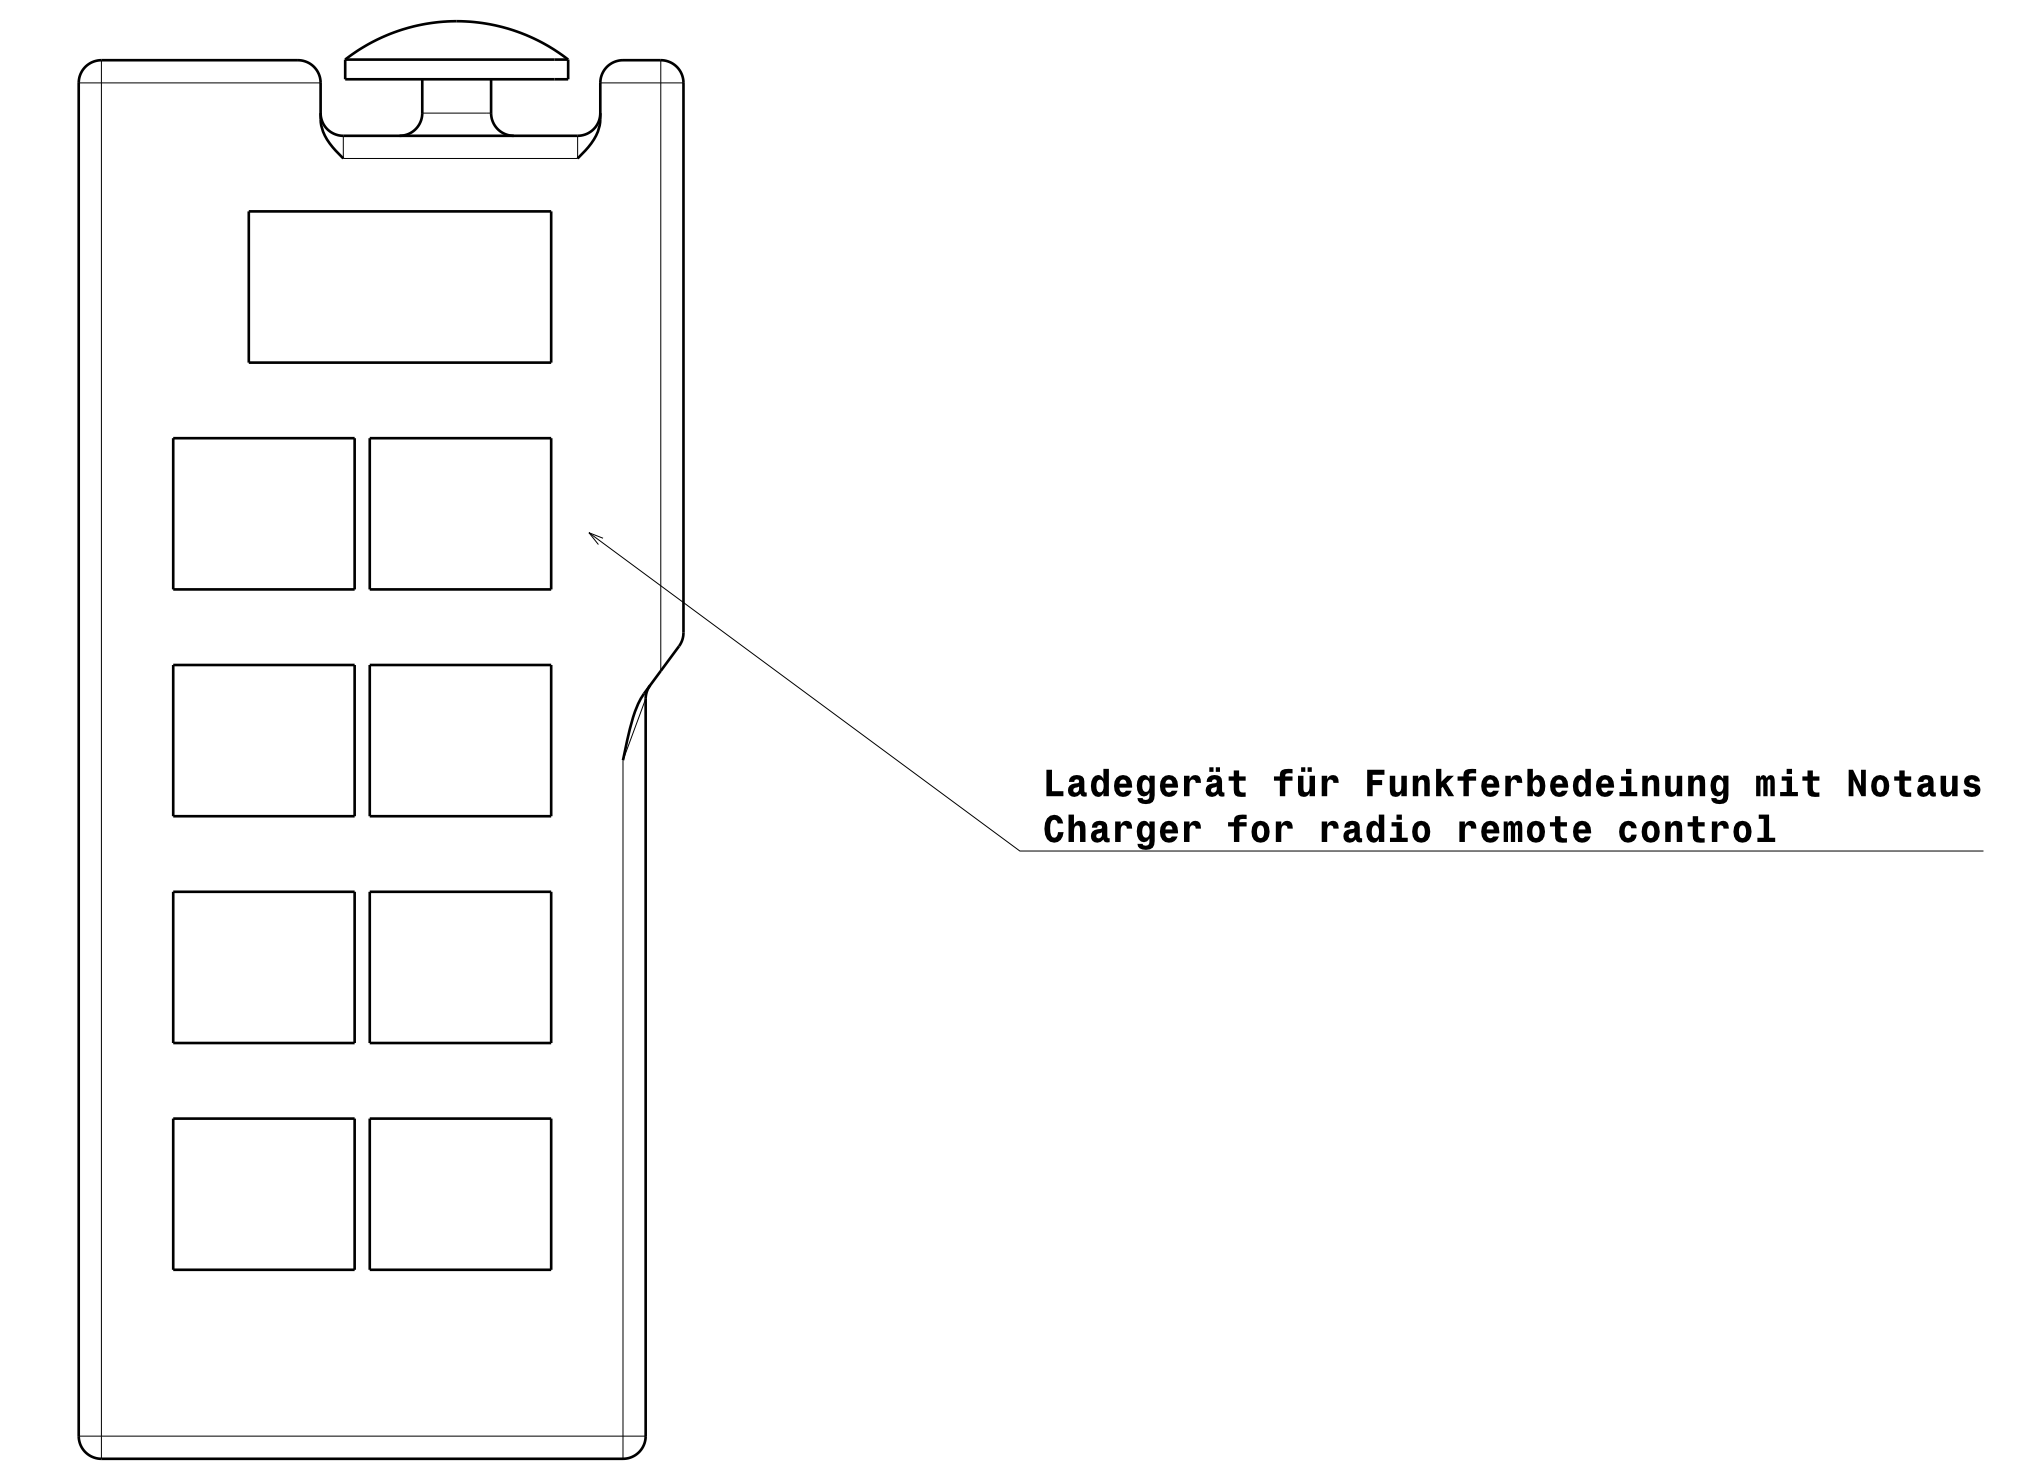 Ladegerät für Funkferbedeinung mit Notaus
Charger for radio remote control